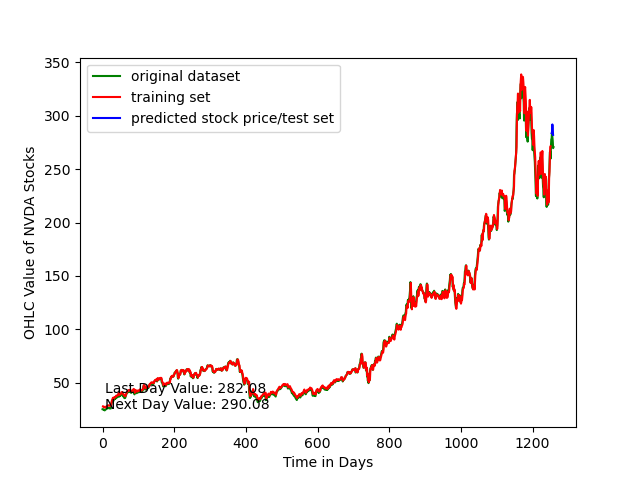 350
300
250
200
150
100
50
OHLC Value of NVDA Stocks
original dataset
training set
predicted stock price/test set
Last Day Value: 282.08
Next Day Value: 290.08
0 200 400 600 800 1000 1200
Time in Days